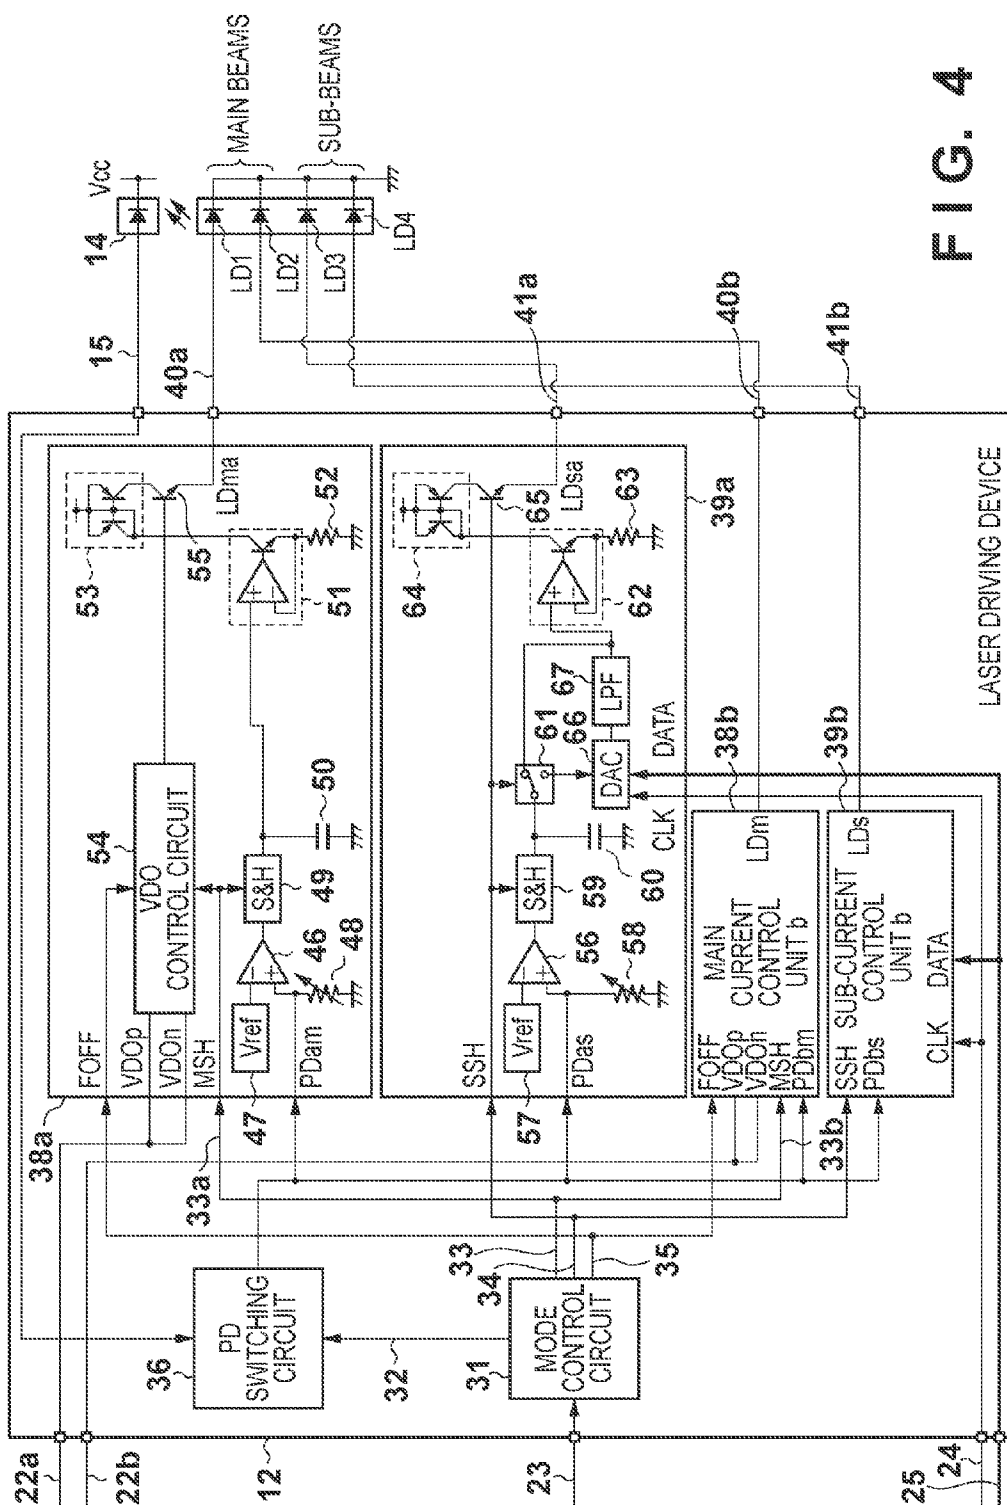 FIG. 4
MAIN BEAMS
SUB-BEAMS
Vcc
14
LD1
LD2
LD3
LD4
15
40a
41a
40b
41b
53
55
LDma
52
51
54
VDO
CONTROL CIRCUIT
50
S&H
49
46
48
Vref
47
FOFF
VDOp
VDOn
MSH
PDam
38a
33a
64
65
LDsa
63
62
39a
67
LPF
61
66
DAC
DATA
CLK
S&H
59
60
56
58
Vref
57
SSH
PDas
38b
LDm
MAIN
CURRENT
CONTROL
UNIT b
FOFF
VDOp
VDOn
MSH
PDbm
33b
39b
LDs
SUB-CURRENT
CONTROL
UNIT b
SSH
PDbs
CLK
DATA
LASER DRIVING DEVICE
33
34
35
PD
SWITCHING
CIRCUIT
36
32
MODE
CONTROL
CIRCUIT
31
22a
22b
12
23
24
25